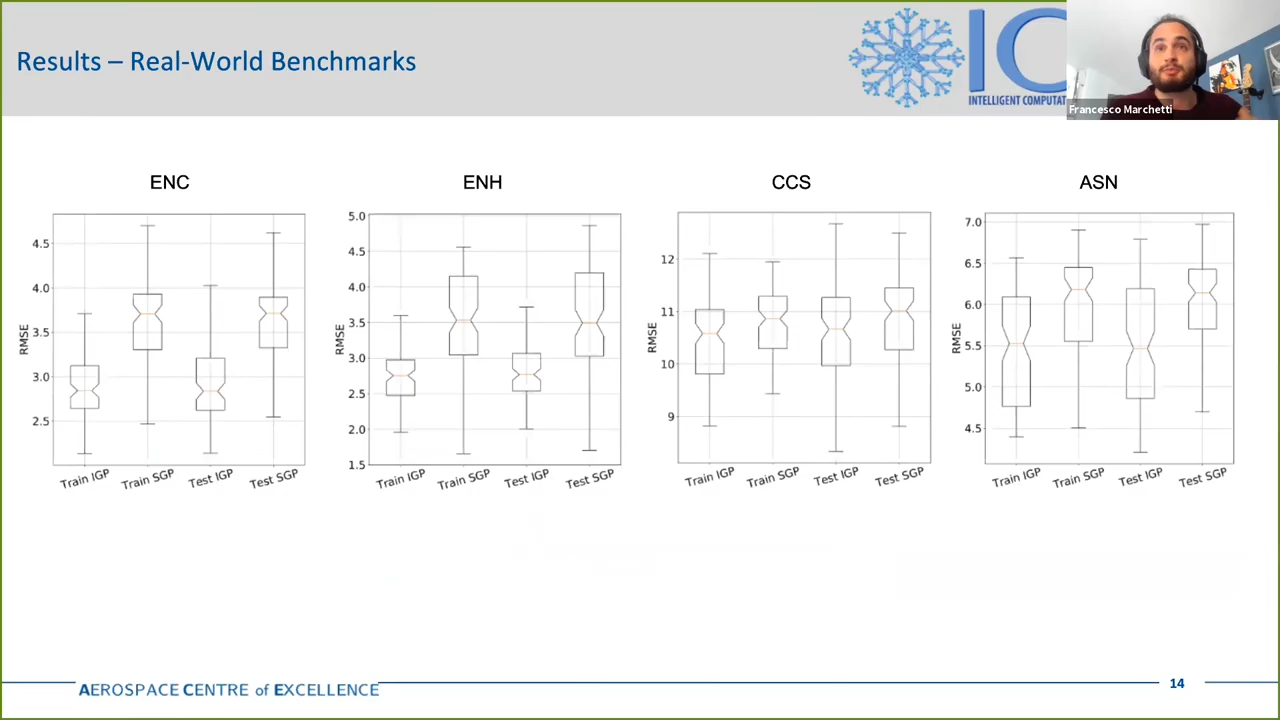 Results – Real-World Benchmarks
IC
INTELLIGENT COMPUTAT
Francesco Marchetti
ENC
RMSE
4.5
4.0
3.5
3.0
2.5
Train IGP
Train SGP
Test IGP
Test SGP
ENH
RMSE
5.0
4.5
4.0
3.5
3.0
2.5
2.0
1.5
Train IGP
Train SGP
Test IGP
Test SGP
CCS
RMSE
12
11
10
9
Train IGP
Train SGP
Test IGP
Test SGP
ASN
RMSE
7.0
6.5
6.0
5.5
5.0
4.5
Train IGP
Train SGP
Test IGP
Test SGP
AEROSPACE CENTRE of EXCELLENCE
14